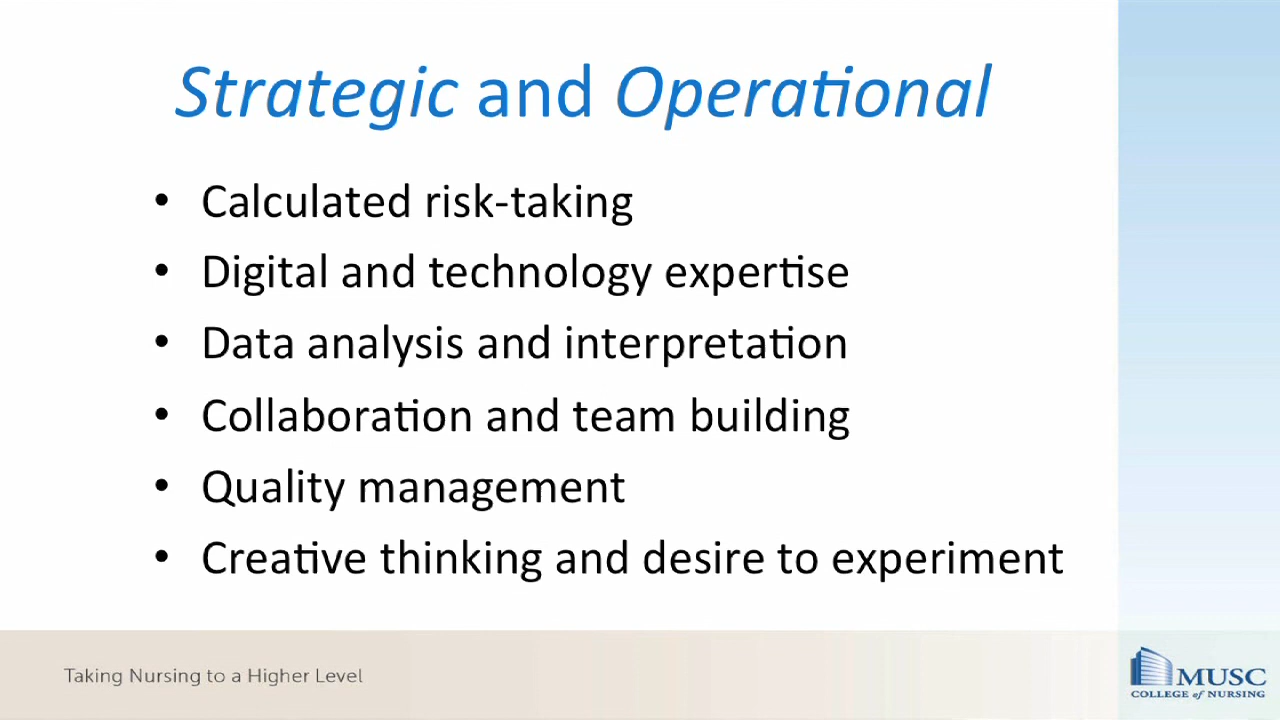 Strategic and Operational
• Calculated risk-taking
• Digital and technology expertise
• Data analysis and interpretation
• Collaboration and team building
• Quality management
• Creative thinking and desire to experiment
Taking Nursing to a Higher Level
MUSC
COLLEGE of NURSING